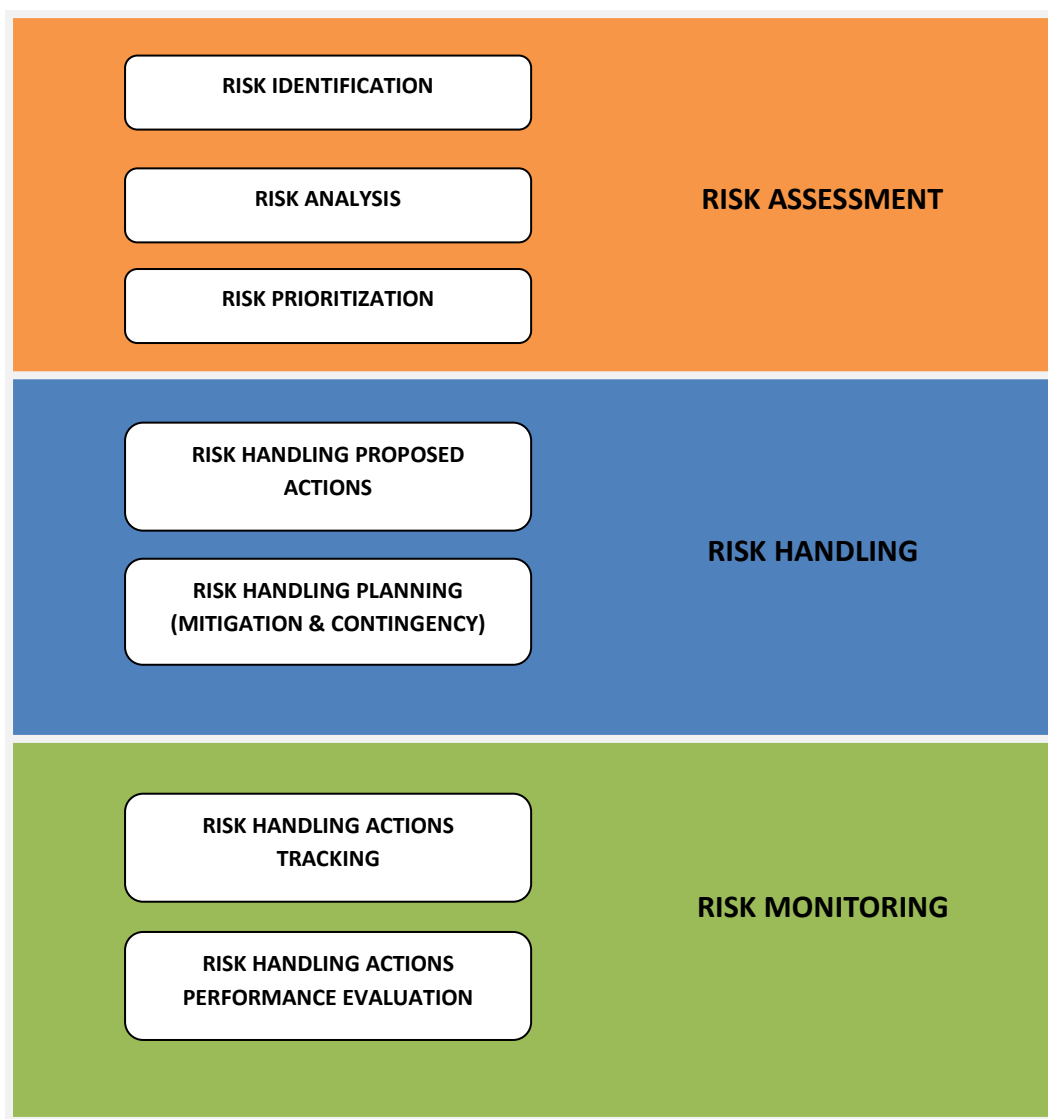 RISK IDENTIFICATION
RISK ANALYSIS
RISK PRIORITIZATION
RISK ASSESSMENT
RISK HANDLING PROPOSED
ACTIONS
RISK HANDLING PLANNING
(MITIGATION & CONTINGENCY)
RISK HANDLING
RISK HANDLING ACTIONS
TRACKING
RISK HANDLING ACTIONS
PERFORMANCE EVALUATION
RISK MONITORING